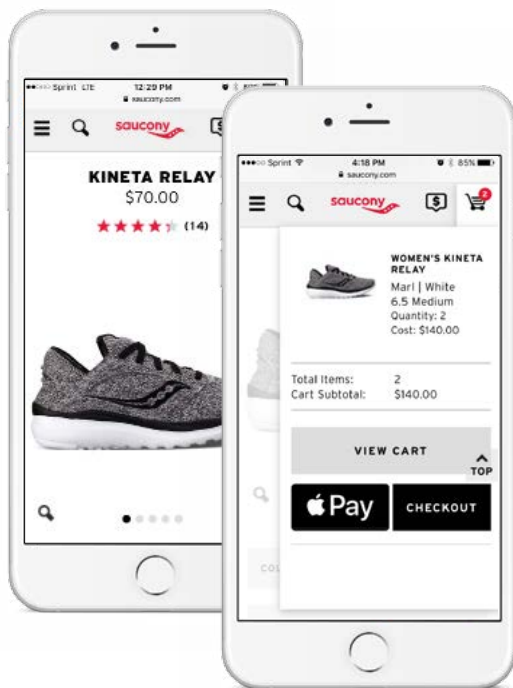 Sprint LTE 12:29 PM
saucony.com
saucony
KINETA RELAY
$70.00
(14)
Sprint 4:18 PM 85%
saucony.com
saucony $ 2
WOMEN'S KINETA
RELAY
Marl | White
6.5 Medium
Quantity: 2
Cost: $140.00
Total Items: 2
Cart Subtotal: $140.00
VIEW CART
TOP
Pay CHECKOUT